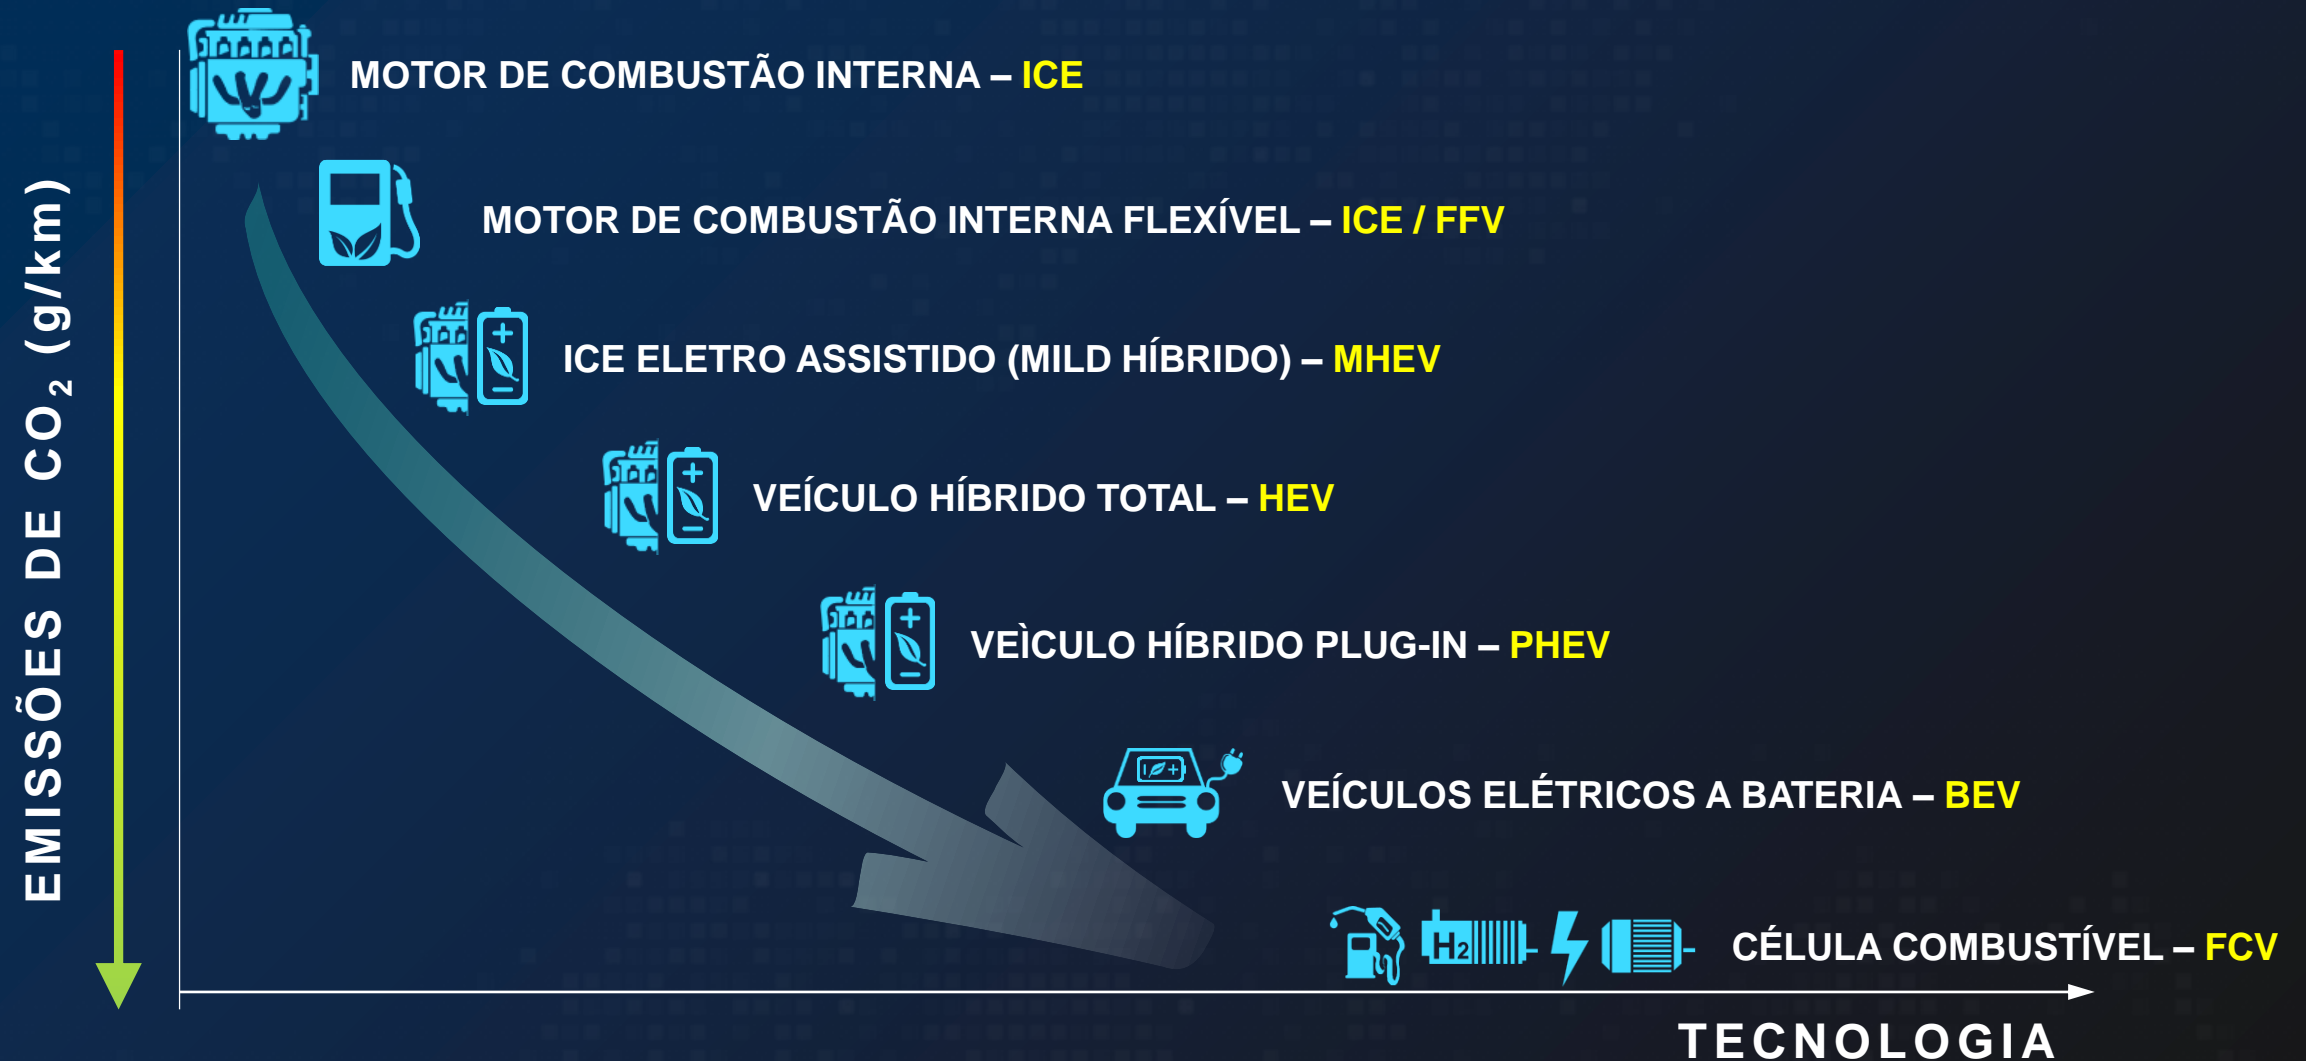 EMISSÕES DE CO₂ (g/km)
MOTOR DE COMBUSTÃO INTERNA – ICE
MOTOR DE COMBUSTÃO INTERNA FLEXÍVEL – ICE / FFV
ICE ELETRO ASSISTIDO (MILD HÍBRIDO) – MHEV
VEÍCULO HÍBRIDO TOTAL – HEV
VEÌCULO HÍBRIDO PLUG-IN – PHEV
VEÍCULOS ELÉTRICOS A BATERIA – BEV
H₂
CÉLULA COMBUSTÍVEL – FCV
TECNOLOGIA